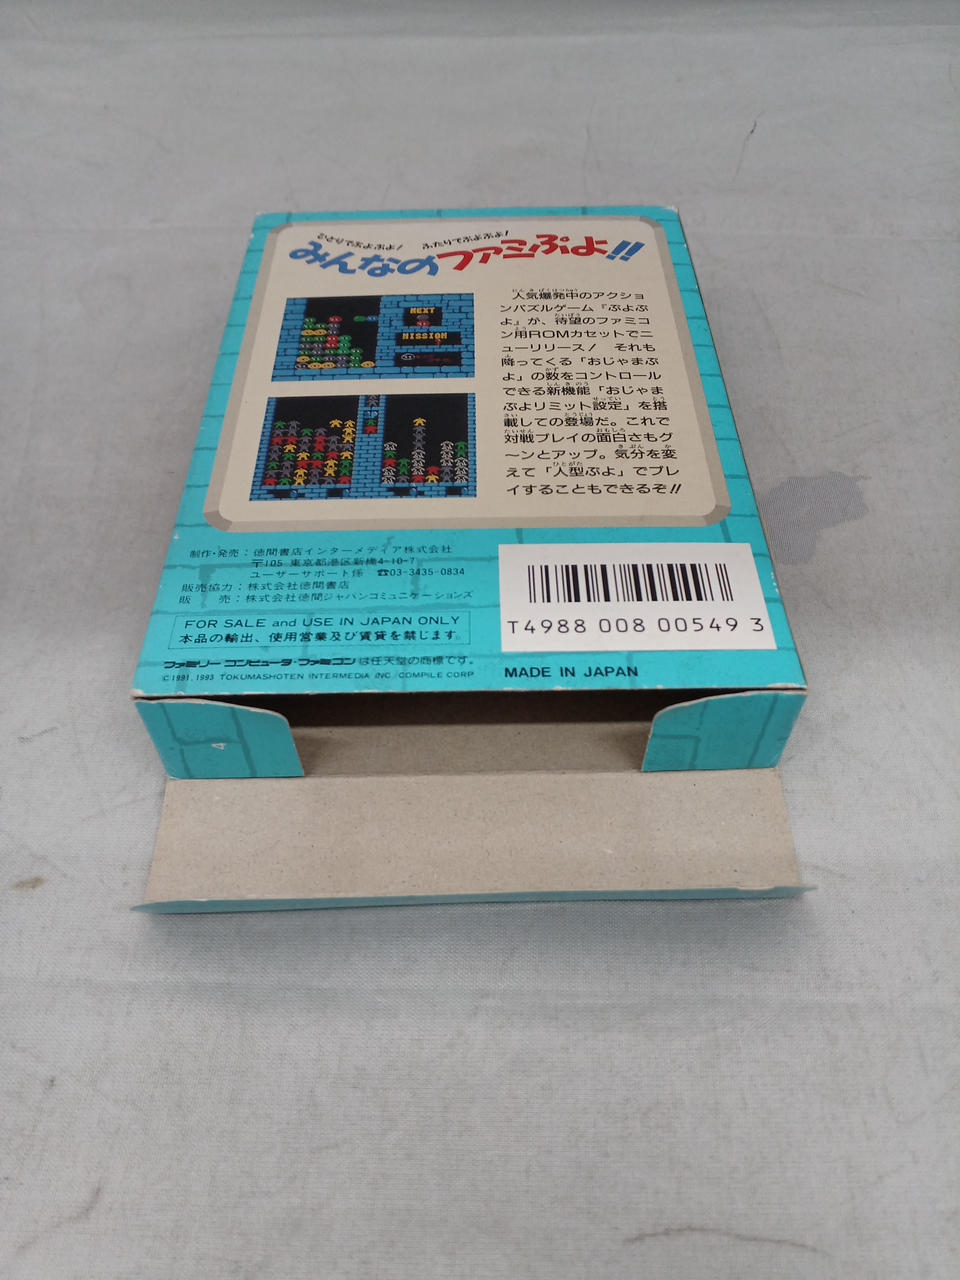 ひとりでぷよぷよ! ふたりでぷよぷよ!
みんなのファミぷよ!!
NEXT
MISSION
人気爆発中のアクショ
ンパズルゲーム「ぷよぷ
よ」が、待望のファミコ
ン用ROMカセットでニ
ューリリース! それも
降ってくる「おじゃまぷ
よ」の数をコントロール
できる新機能「おじゃま
ぷよリミット設定」を搭
載しての登場だ。これで
対戦プレイの面白さもグ
〜ンとアップ。気分を変
えて「人型ぷよ」でプレ
イすることもできるぞ!!
制作・発売:徳間書店インターメディア株式会社
〒105 東京都港区新橋4-10-7
ユーザーサポート係 ☎03-3435-0834
販売協力:株式会社徳間書店
販 売:株式会社徳間ジャパンコミュニケーションズ
FOR SALE and USE IN JAPAN ONLY
本品の輸出、使用営業及び賃貸を禁じます。
ファミリーコンピュータ・ファミコンは任天堂の商標です。
©1991,1993 TOKUMASHOTEN INTERMEDIA INC./COMPILE CORP
T4988 008 00549 3
MADE IN JAPAN